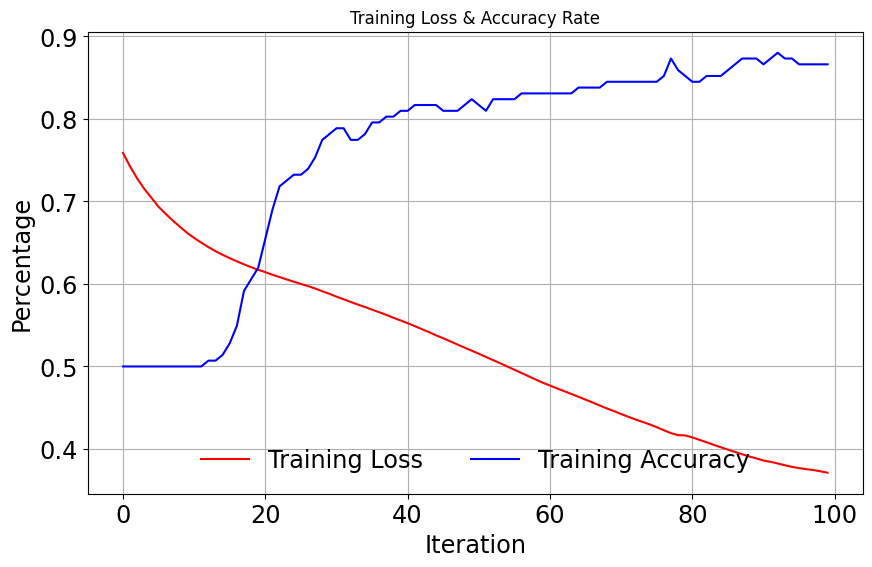 Training Loss & Accuracy Rate
0.9
0.8
0.7
0.6
0.5
0.4
Percentage
Training Loss Training Accuracy
0 20 40 60 80 100
Iteration